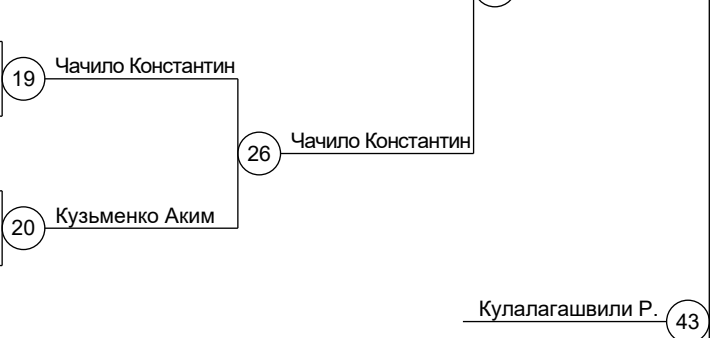 19
Чачило Константин
26
Чачило Константин
20
Кузьменко Аким
Кулалагашвили Р.
43